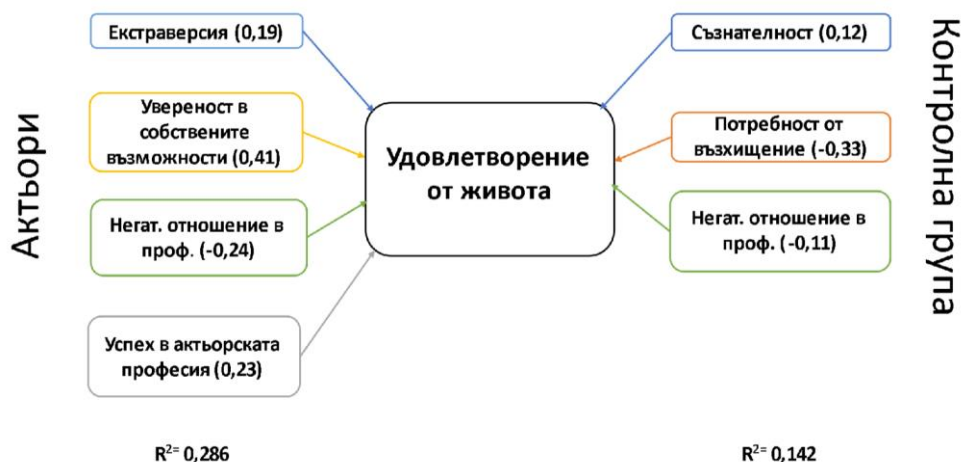 Актьори
Екстраверсия (0,19)
Увереност в
собствените
възможности (0,41)
Негат. отношение в
проф. (-0,24)
Успех в актьорската
професия (0,23)
R²⁼ 0,286
Удовлетворение
от живота
Съзнателност (0,12)
Потребност от
възхищение (-0,33)
Негат. отношение в
проф. (-0,11)
R²⁼ 0,142
Контролна група